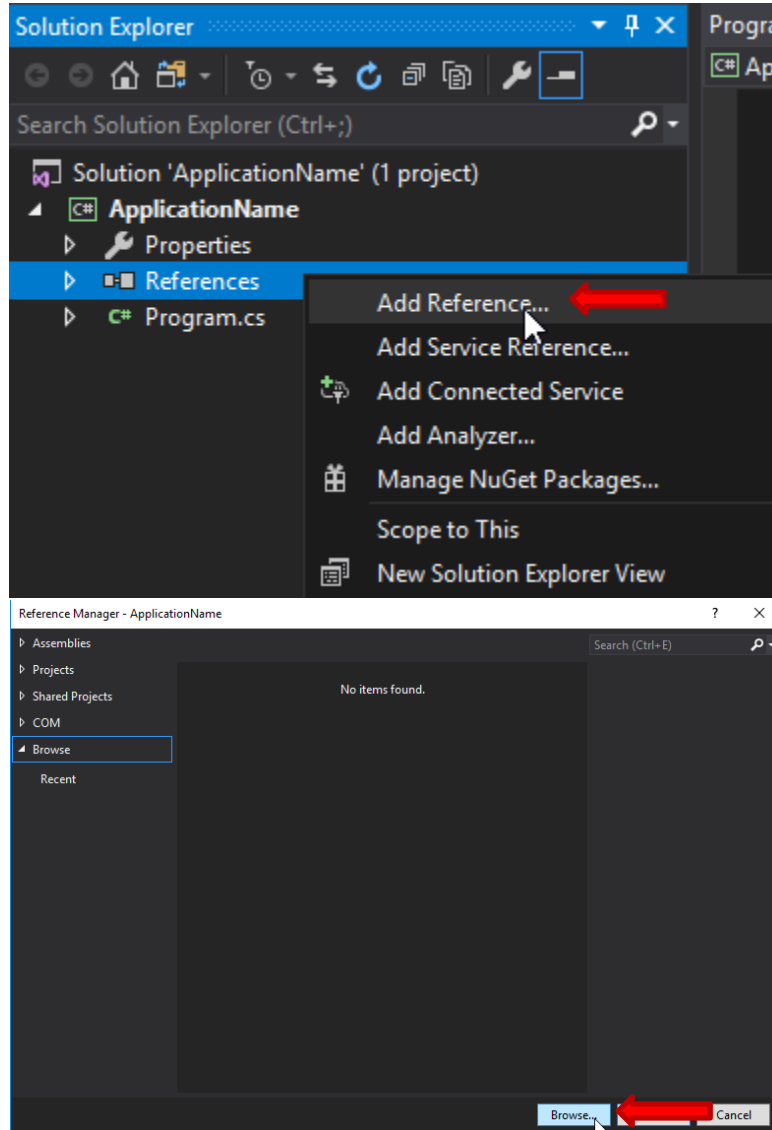 Solution Explorer
Progra
C# Ap
Search Solution Explorer (Ctrl+;)
Solution 'ApplicationName' (1 project)
C# ApplicationName
Properties
References
C# Program.cs
Add Reference...
Add Service Reference...
Add Connected Service
Add Analyzer...
Manage NuGet Packages...
Scope to This
New Solution Explorer View
Reference Manager - ApplicationName
Assemblies
Search (Ctrl+E)
Projects
No items found.
Shared Projects
COM
Browse
Recent
Browse...
Cancel